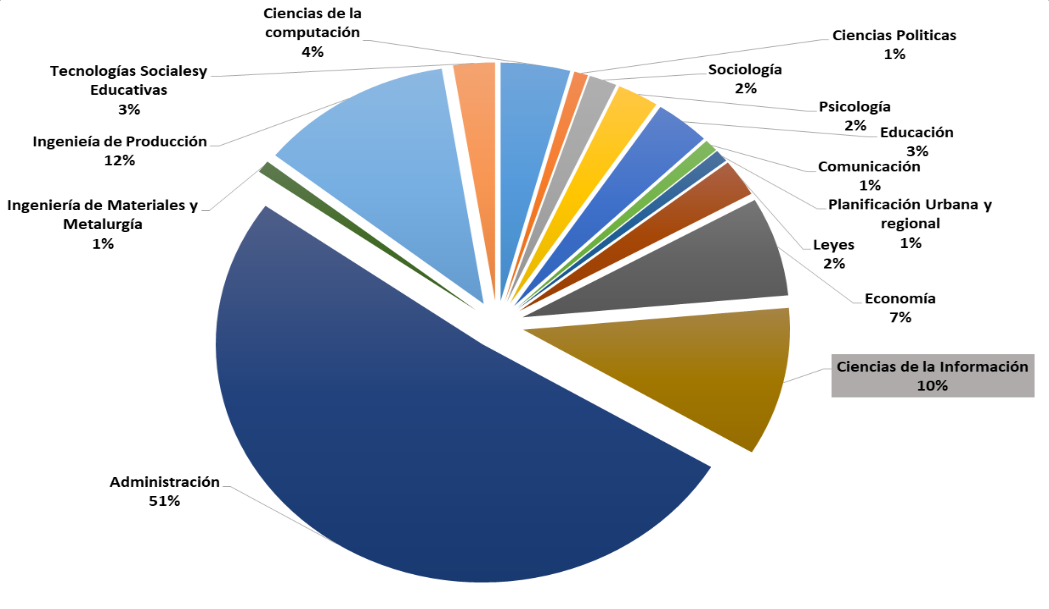 Ciencias de la
computación
4%
Ciencias Politicas
1%
Sociología
2%
Psicología
2%
Educación
3%
Comunicación
1%
Planificación Urbana y
regional
1%
Leyes
2%
Economía
7%
Ciencias de la Información
10%
Administración
51%
Ingeniería de Materiales y
Metalurgía
1%
Ingenieía de Producción
12%
Tecnologías Socialesy
Educativas
3%